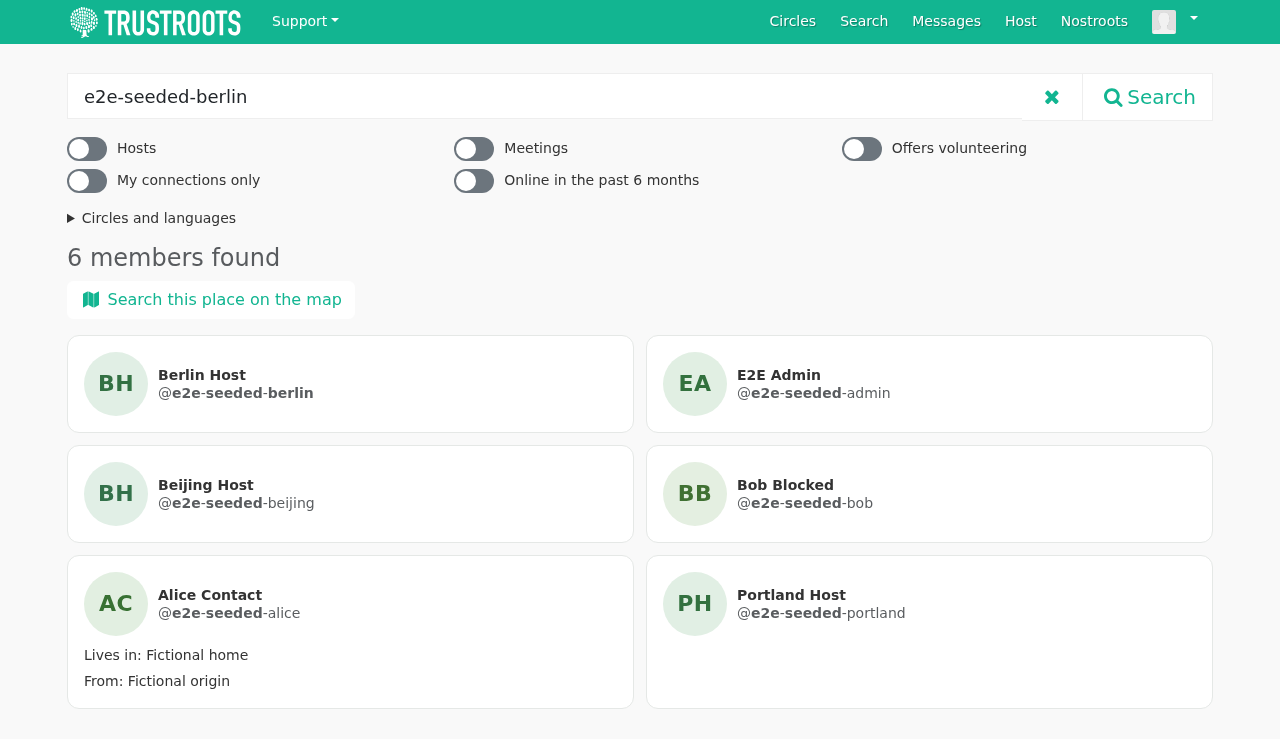 TRUSTROOTS Support Circles Search Messages Host Nostroots
e2e-seeded-berlin Search
Hosts Meetings Offers volunteering
My connections only Online in the past 6 months
Circles and languages
6 members found
Search this place on the map
BH Berlin Host
@e2e-seeded-berlin
EA E2E Admin
@e2e-seeded-admin
BH Beijing Host
@e2e-seeded-beijing
BB Bob Blocked
@e2e-seeded-bob
AC Alice Contact
@e2e-seeded-alice
Lives in: Fictional home
From: Fictional origin
PH Portland Host
@e2e-seeded-portland